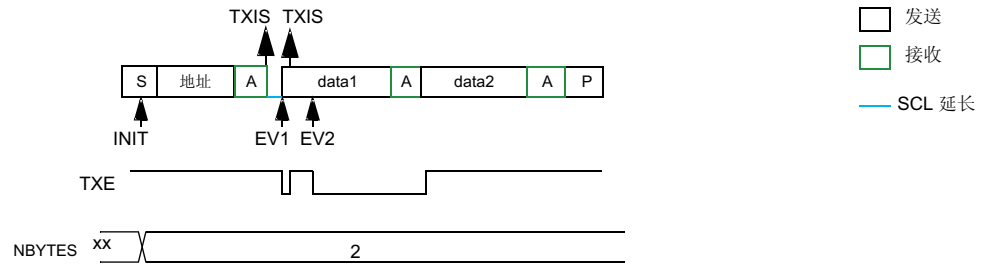 TXIS TXIS
发送
接收
S 地址 A data1 A data2 A P
SCL 延长
INIT EV1 EV2
TXE
NBYTES xx 2